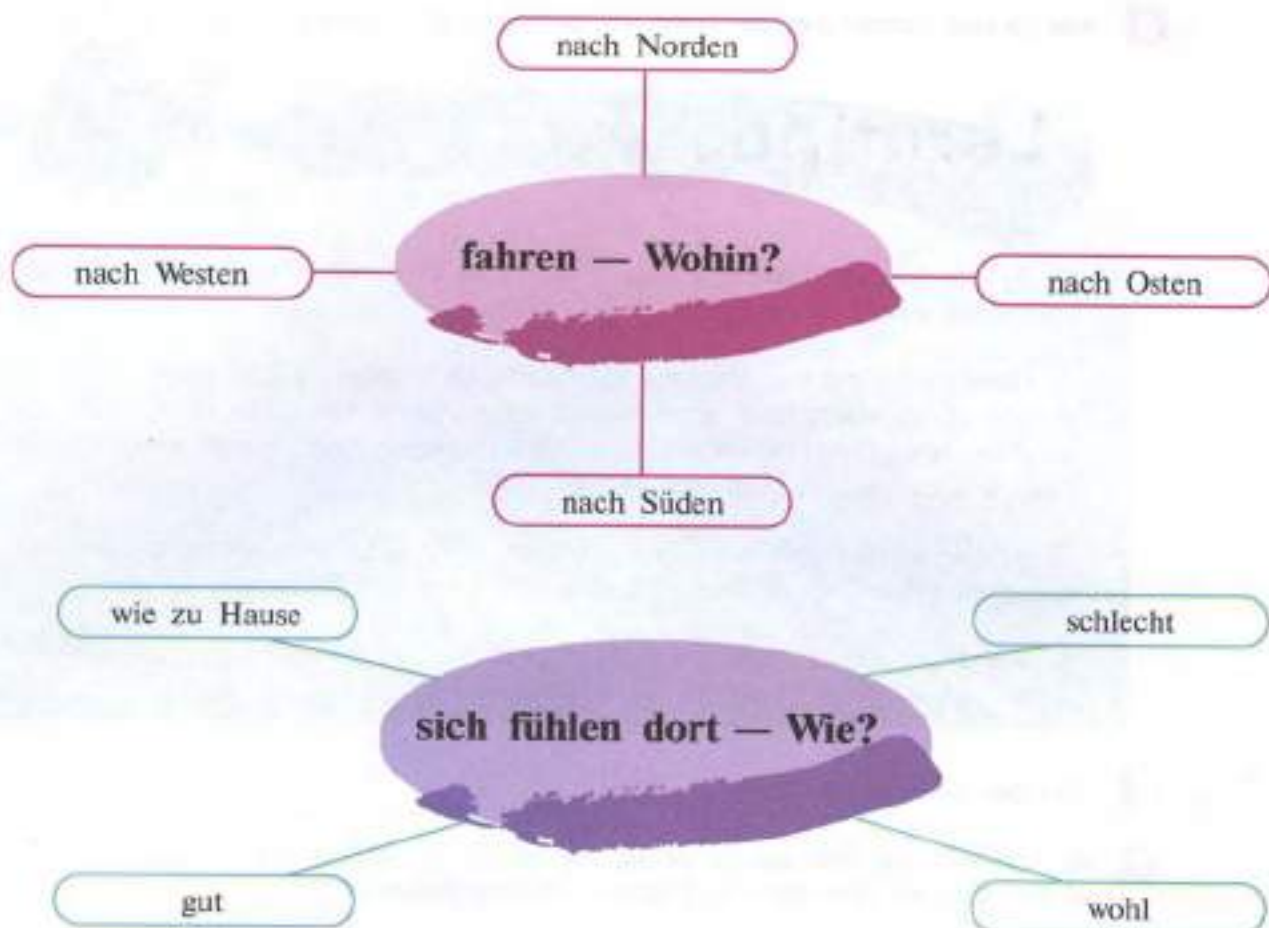 nach Norden
fahren — Wohin?
nach Westen
nach Osten
nach Süden
wie zu Hause
schlecht
sich fühlen dort — Wie?
gut
wohl